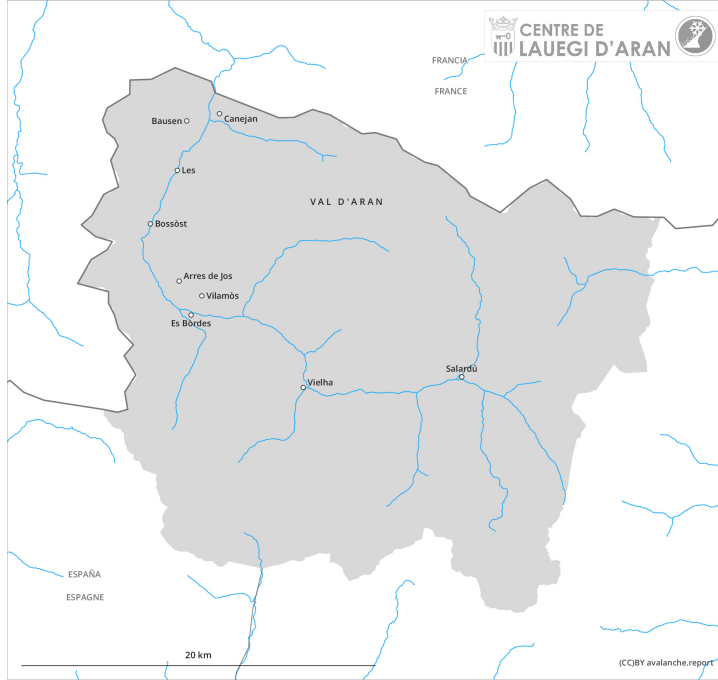 CENTRE DE
LAUEGI D'ARAN
FRANCIA
FRANCE
Bausen
Canejan
Les
VAL D'ARAN
Bossòst
Arres de Jos
Vilamòs
Es Bòrdes
Salardú
Vielha
ESPAÑA
ESPAGNE
20 km
(CC)BY avalanche.report